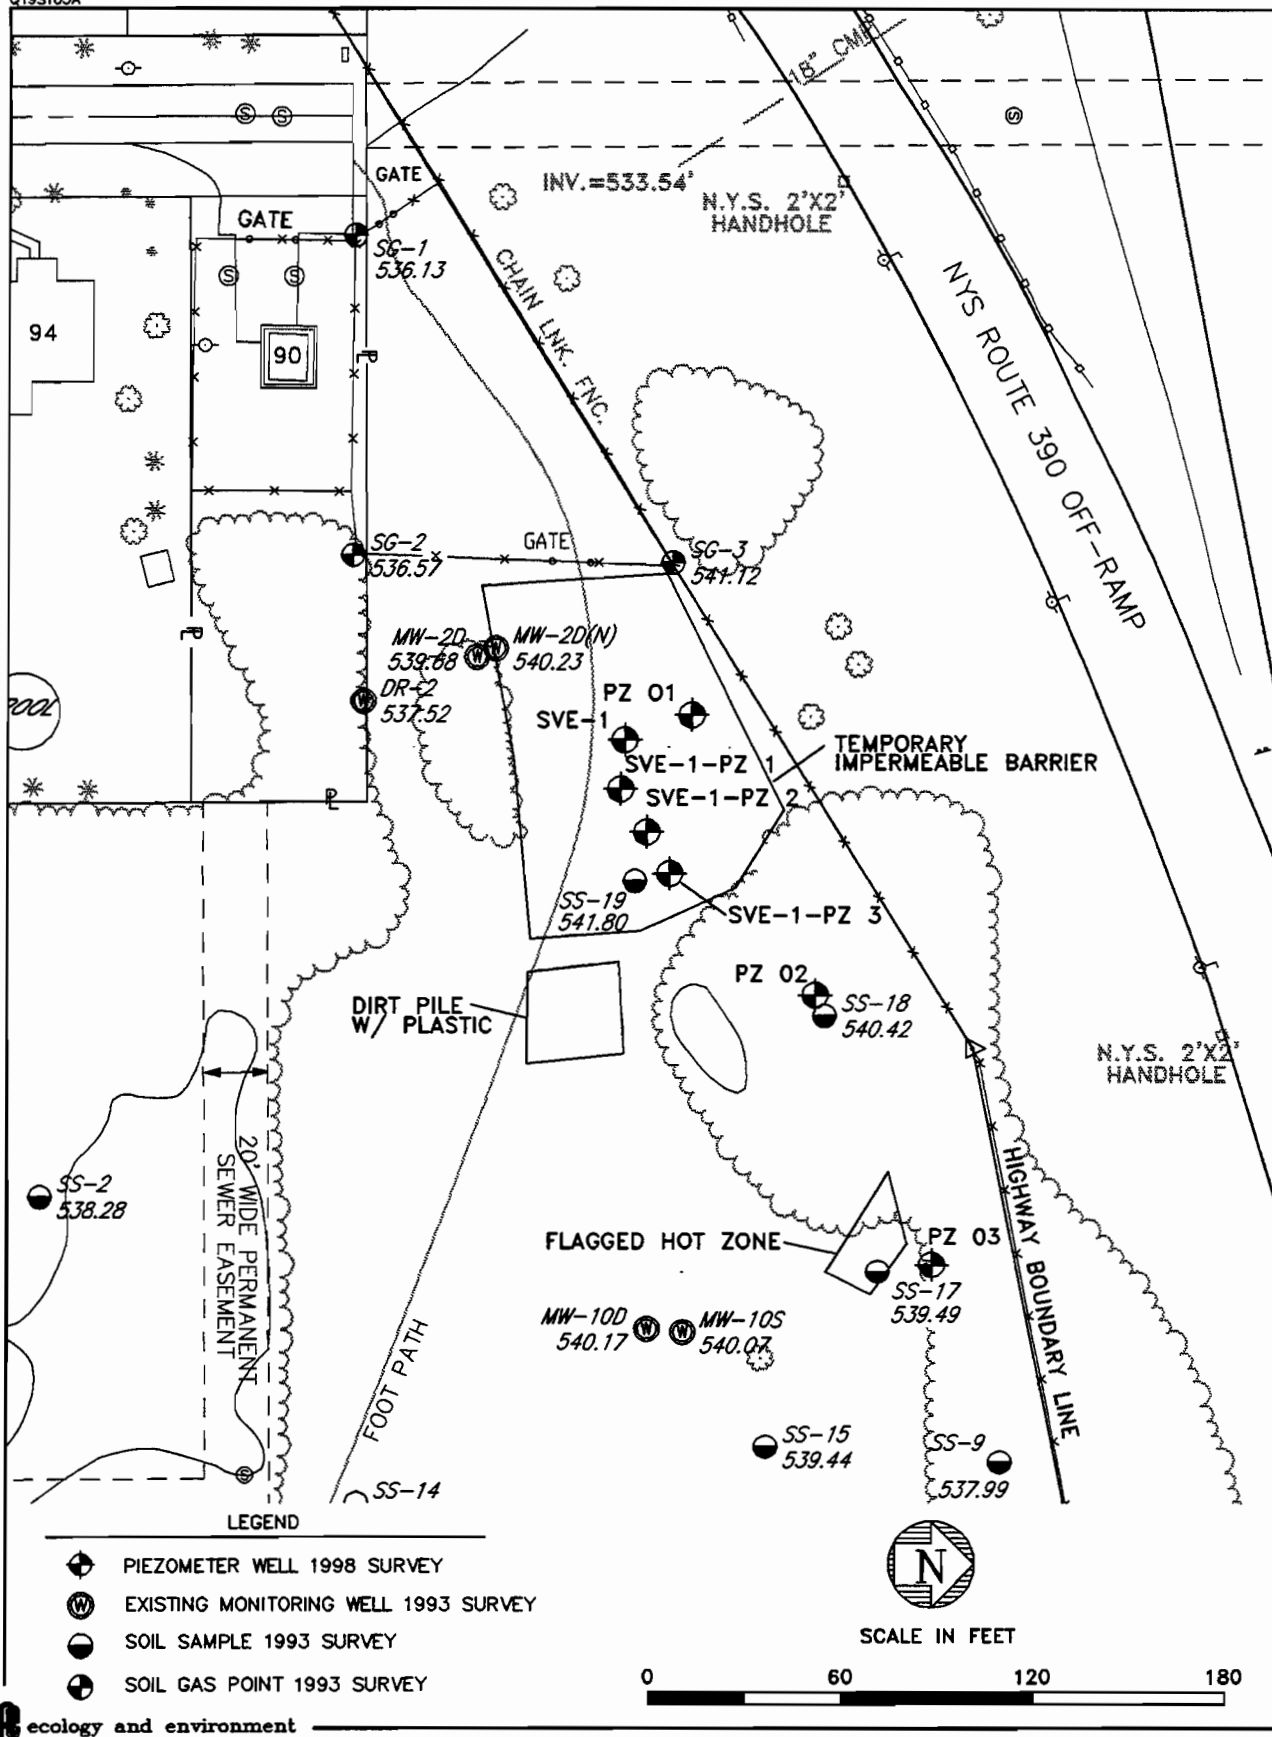 18" CMP
GATE
INV.=533.54'
N.Y.S. 2'X2'
HANDHOLE
GATE
SG-1
536.13
CHAIN LNK. FNC.
NYS ROUTE 390 OFF-RAMP
94
90
PL
SG-2
536.57
GATE
SG-3
541.12
MW-2D
539.68
MW-2D(N)
540.23
PL
DR-2
537.52
PZ 01
SVE-1
POOL
SVE-1-PZ 1
TEMPORARY
IMPERMEABLE BARRIER
SVE-1-PZ 2
PL
SS-19
541.80
SVE-1-PZ 3
PZ 02
DIRT PILE
W/ PLASTIC
SS-18
540.42
N.Y.S. 2'X2'
HANDHOLE
SS-2
538.28
20' WIDE PERMANENT
SEWER EASEMENT
HIGHWAY BOUNDARY LINE
FLAGGED HOT ZONE
PZ 03
SS-17
539.49
MW-10D
540.17
MW-10S
540.07
FOOT PATH
SS-15
539.44
SS-9
537.99
SS-14
LEGEND
PIEZOMETER WELL 1998 SURVEY
W EXISTING MONITORING WELL 1993 SURVEY
SOIL SAMPLE 1993 SURVEY
SOIL GAS POINT 1993 SURVEY
N
SCALE IN FEET
0 60 120 180
ecology and environment